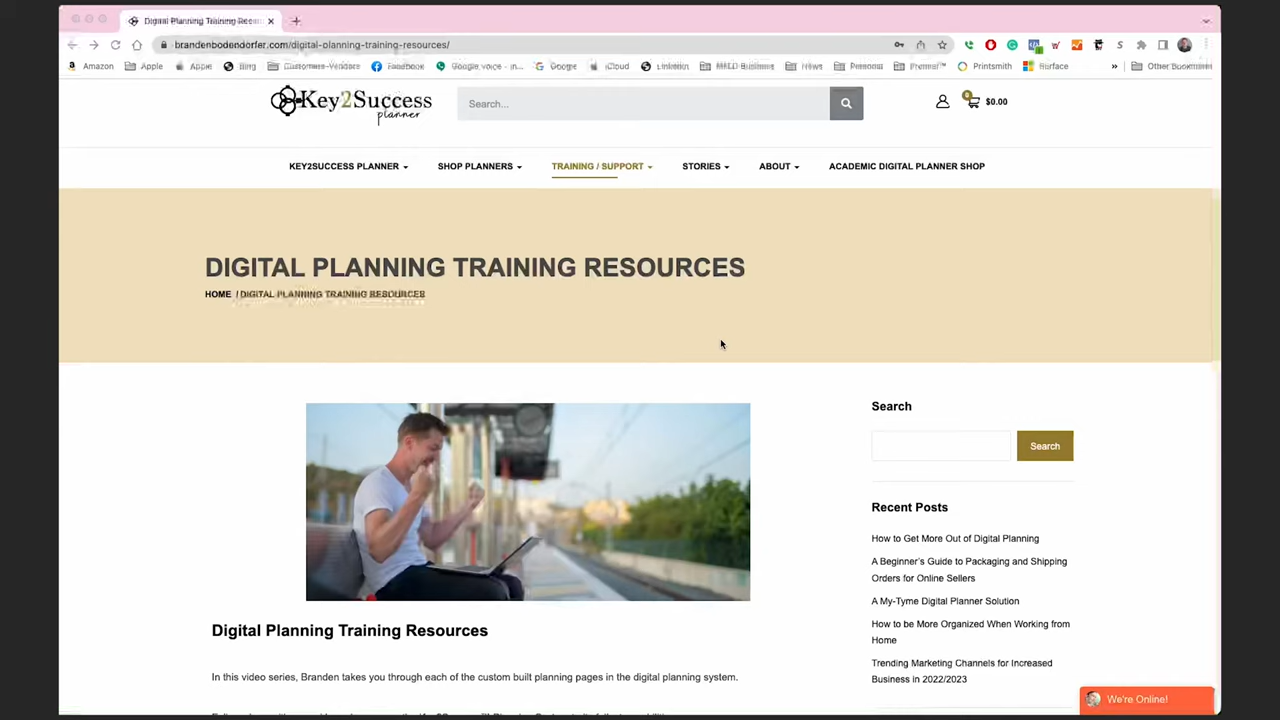 Digital Planning Training Resour
brandenbodendorfer.com/digital-planning-training-resources/
Amazon Apple Apple Bing Customers-Vendors Facebook Google voice - in... Google iCloud LinkedIn News Personal Printsmith Surface » Other Bookmarks
Key2Success
planner
Search...
0
$0.00
KEY2SUCCESS PLANNER SHOP PLANNERS TRAINING / SUPPORT STORIES ABOUT ACADEMIC DIGITAL PLANNER SHOP
DIGITAL PLANNING TRAINING RESOURCES
HOME / DIGITAL PLANNING TRAINING RESOURCES
Search
Search
Recent Posts
How to Get More Out of Digital Planning
A Beginner's Guide to Packaging and Shipping
Orders for Online Sellers
A My-Tyme Digital Planner Solution
How to be More Organized When Working from
Home
Trending Marketing Channels for Increased
Business in 2022/2023
Digital Planning Training Resources
In this video series, Branden takes you through each of the custom built planning pages in the digital planning system.
We're Online!